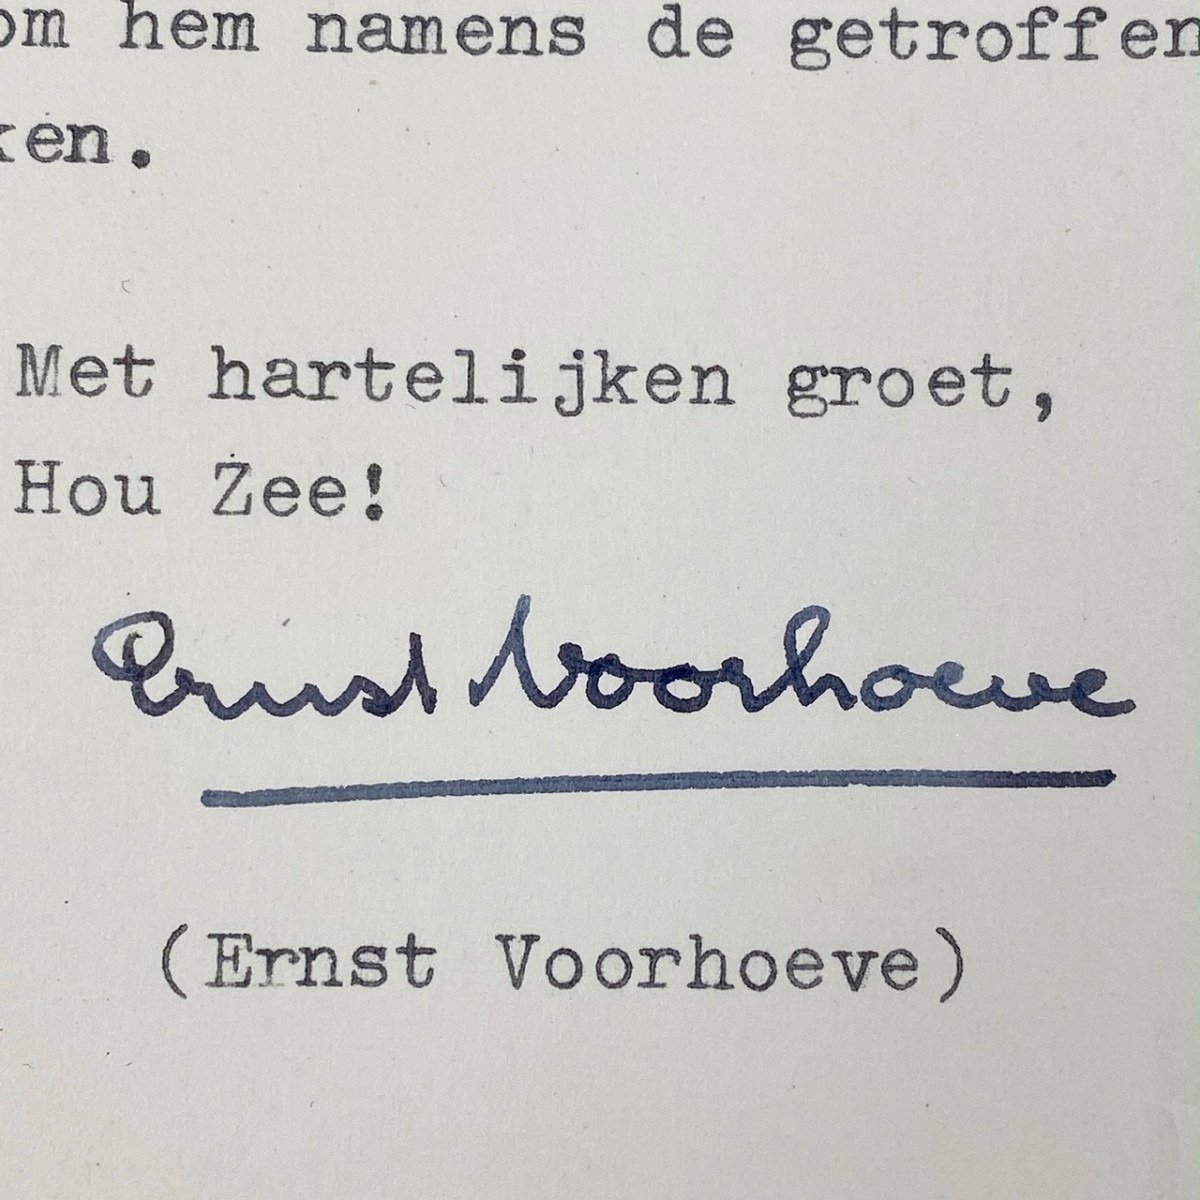 om hem namens de getroffen
ken.
Met hartelijken groet,
Hou Zee!
Ernst Voorhoeve
(Ernst Voorhoeve)